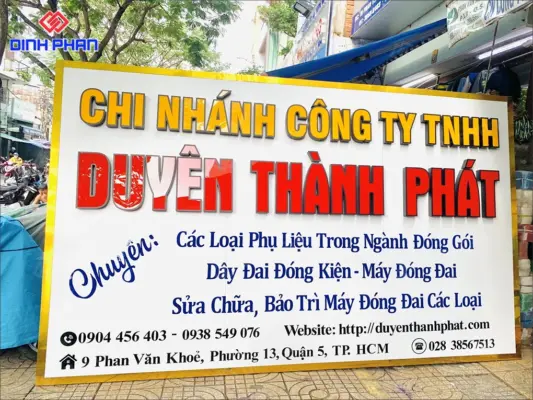 DINH PHAN
CHI NHÁNH CÔNG TY TNHH
DUYÊN THÀNH PHÁT
Chuyên:
Các Loại Phụ Liệu Trong Ngành Đóng Gói
Dây Đai Đóng Kiện - Máy Đóng Đai
Sửa Chữa, Bảo Trì Máy Đóng Đai Các Loại
0904 456 403 - 0938 549 076 Website: http://duyenthanhphat.com
9 Phan Văn Khoẻ, Phường 13, Quận 5, TP. HCM 028 38567513